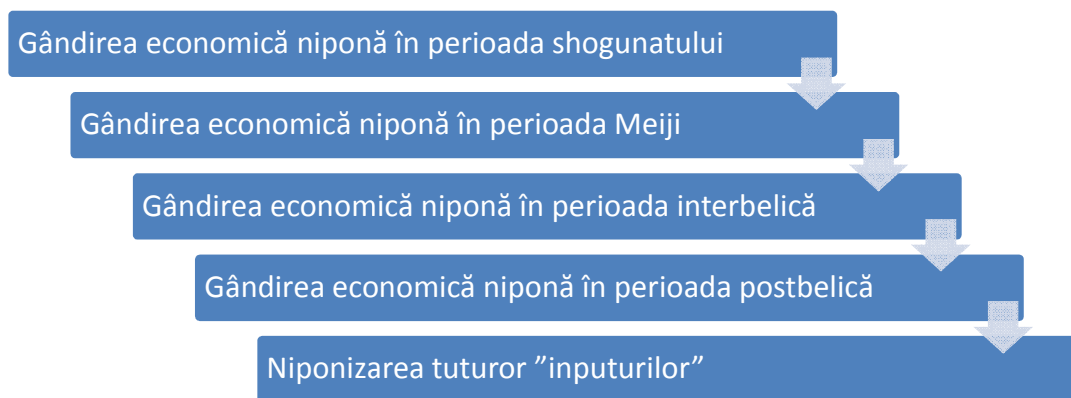 Gândirea economică niponă în perioada shogunatului
Gândirea economică niponă în perioada Meiji
Gândirea economică niponă în perioada interbelică
Gândirea economică niponă în perioada postbelică
Niponizarea tuturor ”inputurilor”